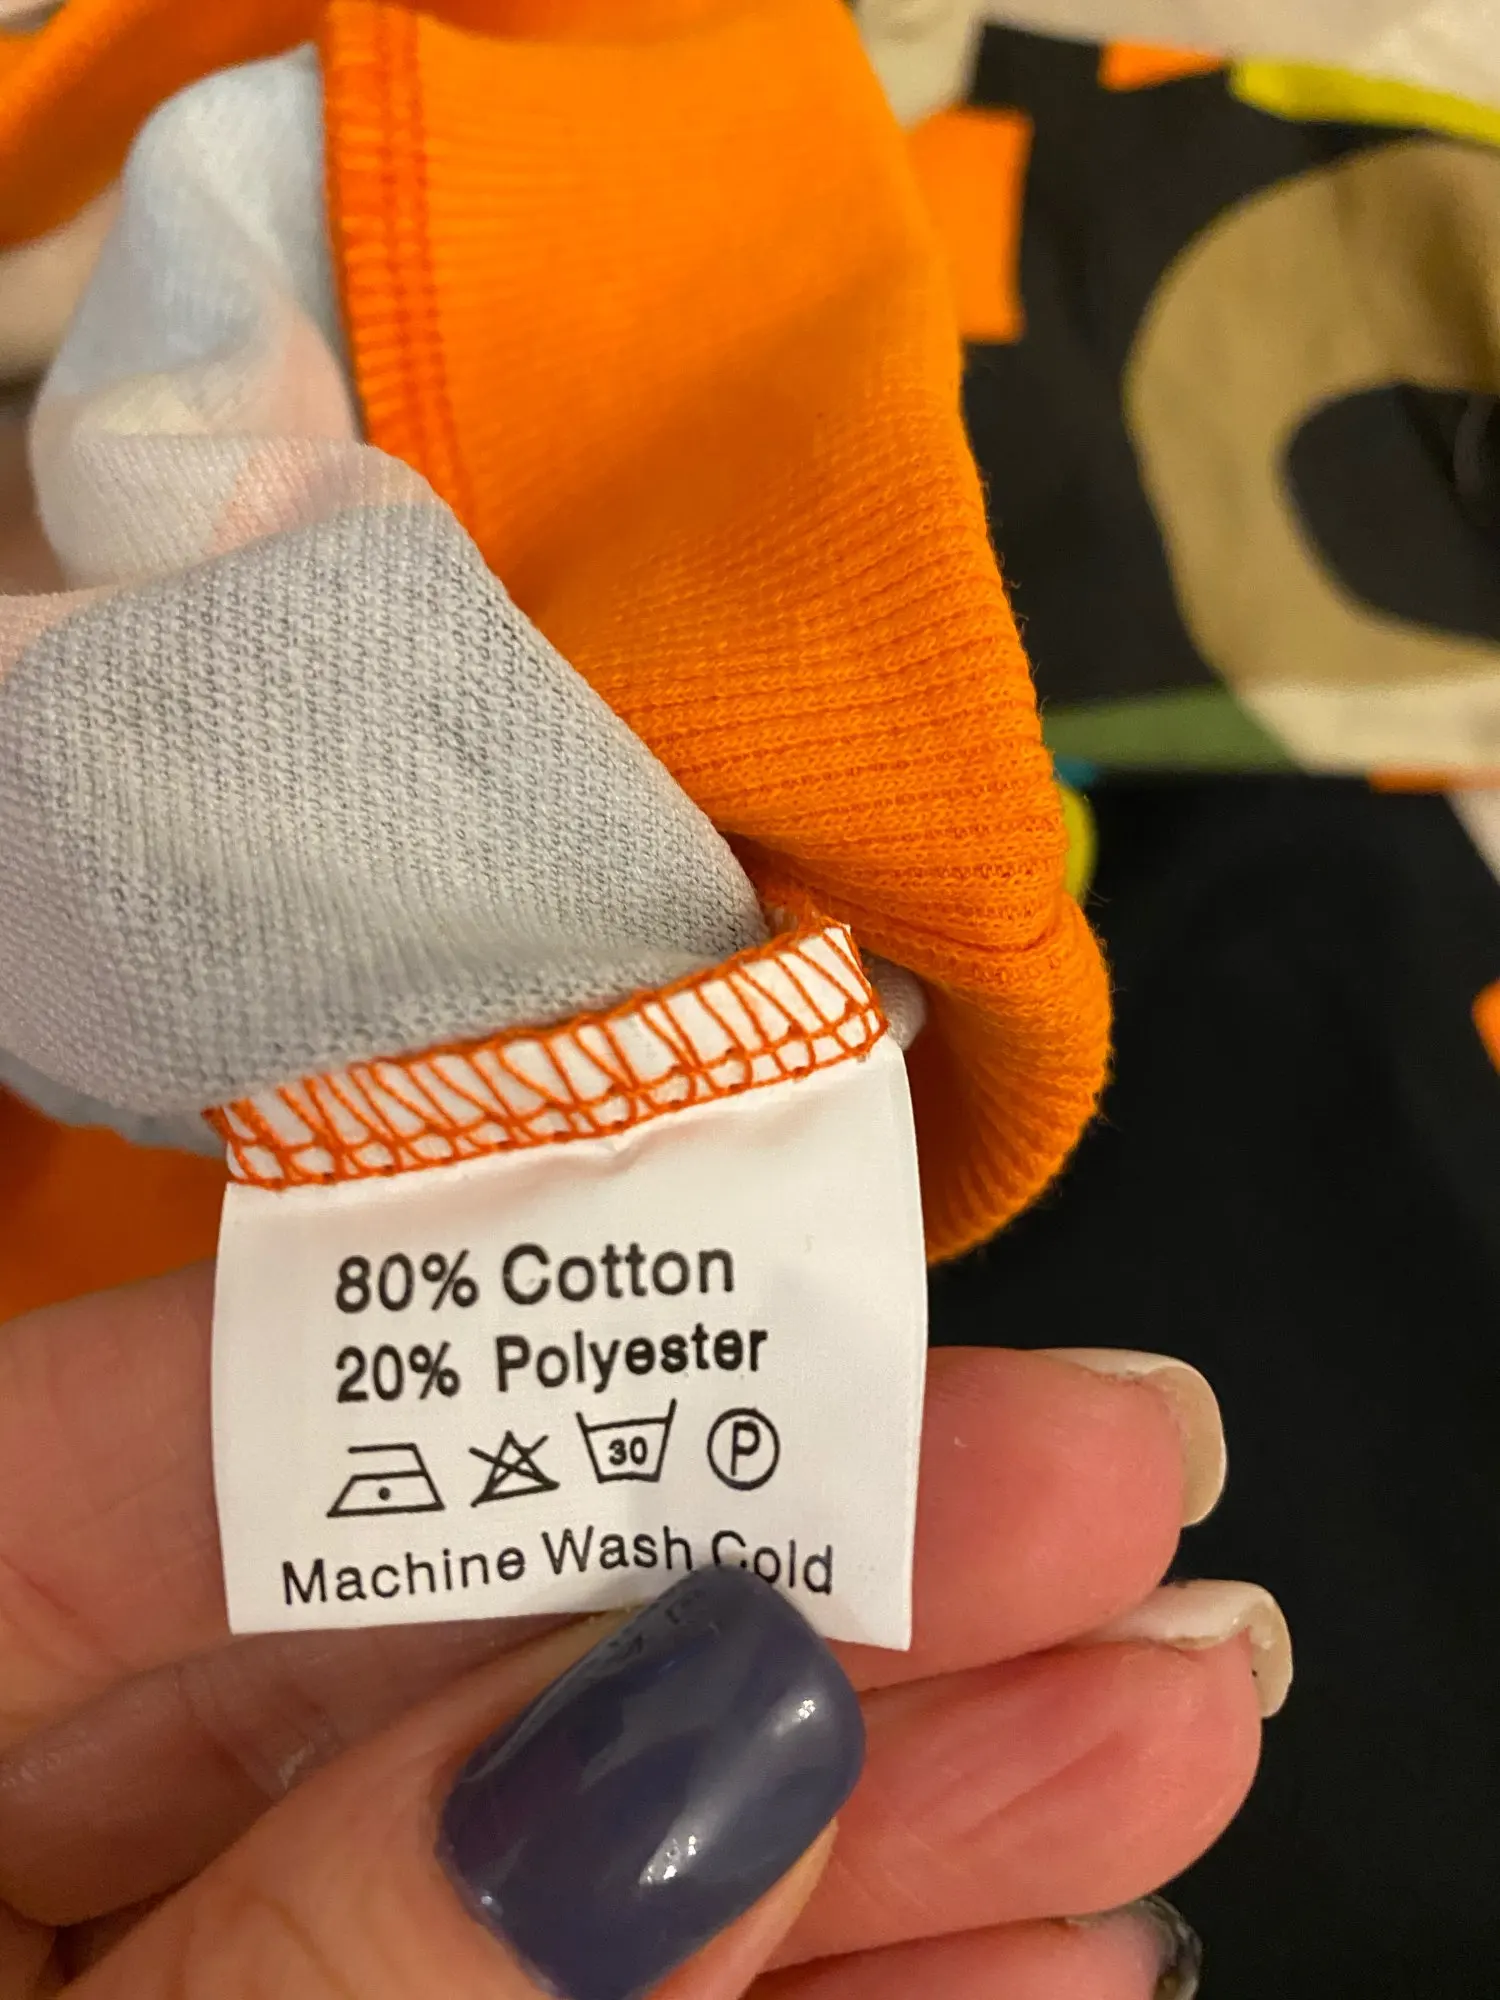 80% Cotton
20% Polyester
30 P
Machine Wash Cold